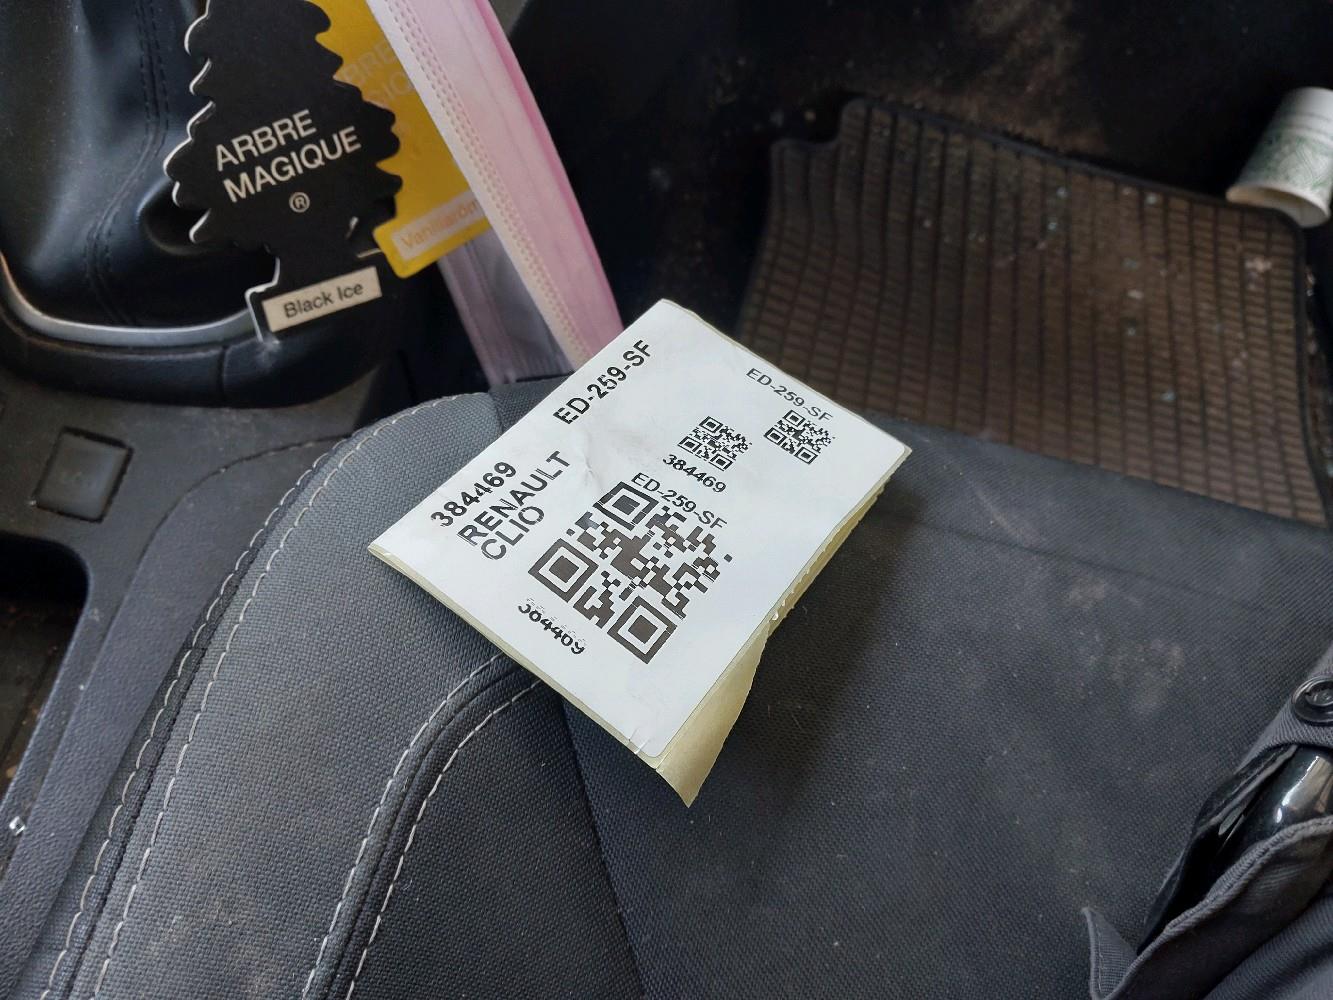 ARBRE
MAGIQUE
®
Black Ice
ED-259-SF
384469
RENAULT
CLIO
ED-259-SF
384469
ED-259-SF
384469